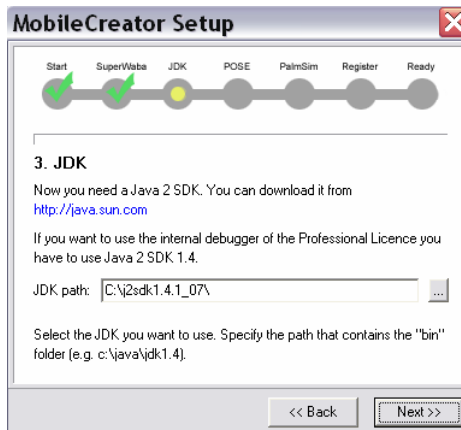 MobileCreator Setup
Start SuperWaba JDK POSE PalmSim Register Ready
3. JDK
Now you need a Java 2 SDK. You can download it from
http://java.sun.com
If you want to use the internal debugger of the Professional Licence you
have to use Java 2 SDK 1.4.
JDK path: C:\j2sdk1.4.1_07\ ...
Select the JDK you want to use. Specify the path that contains the "bin"
folder (e.g. c:\java\jdk1.4).
<< Back Next >>